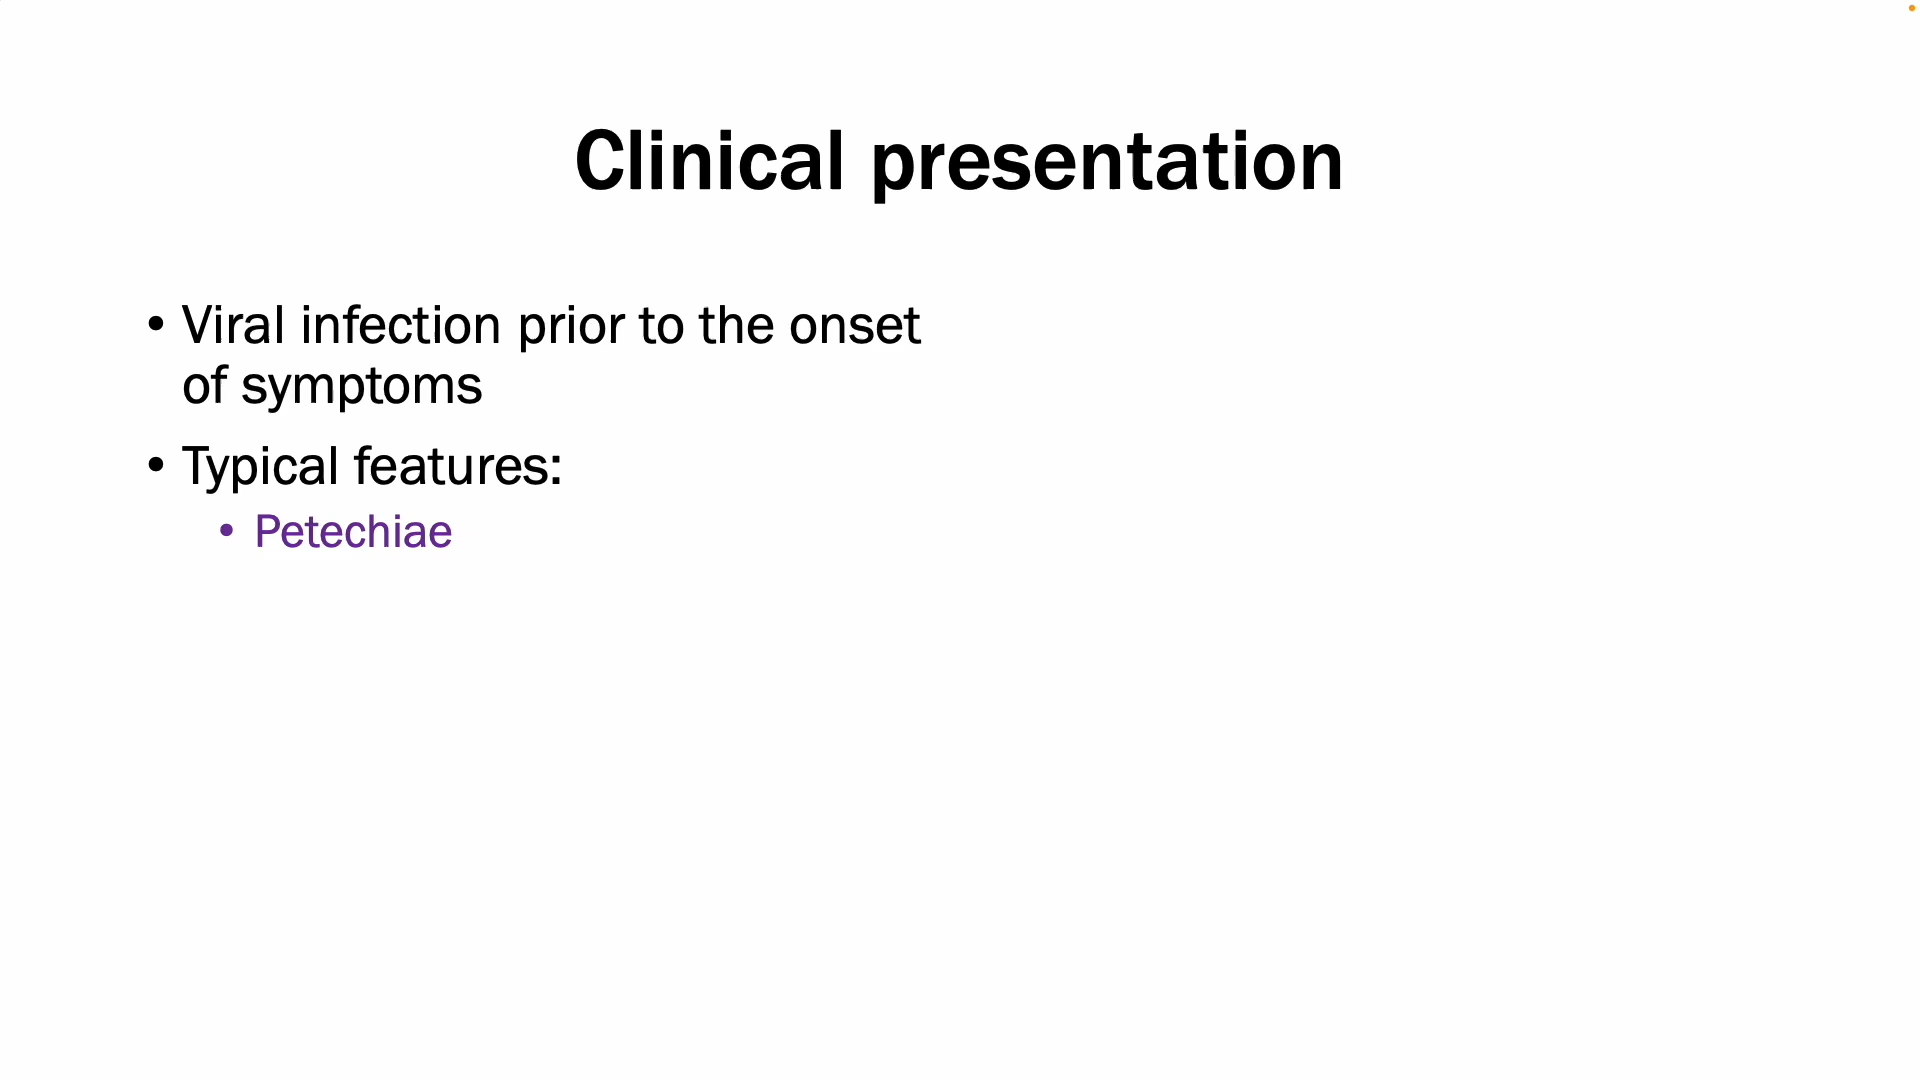 Clinical presentation
• Viral infection prior to the onset
of symptoms
• Typical features:
• Petechiae